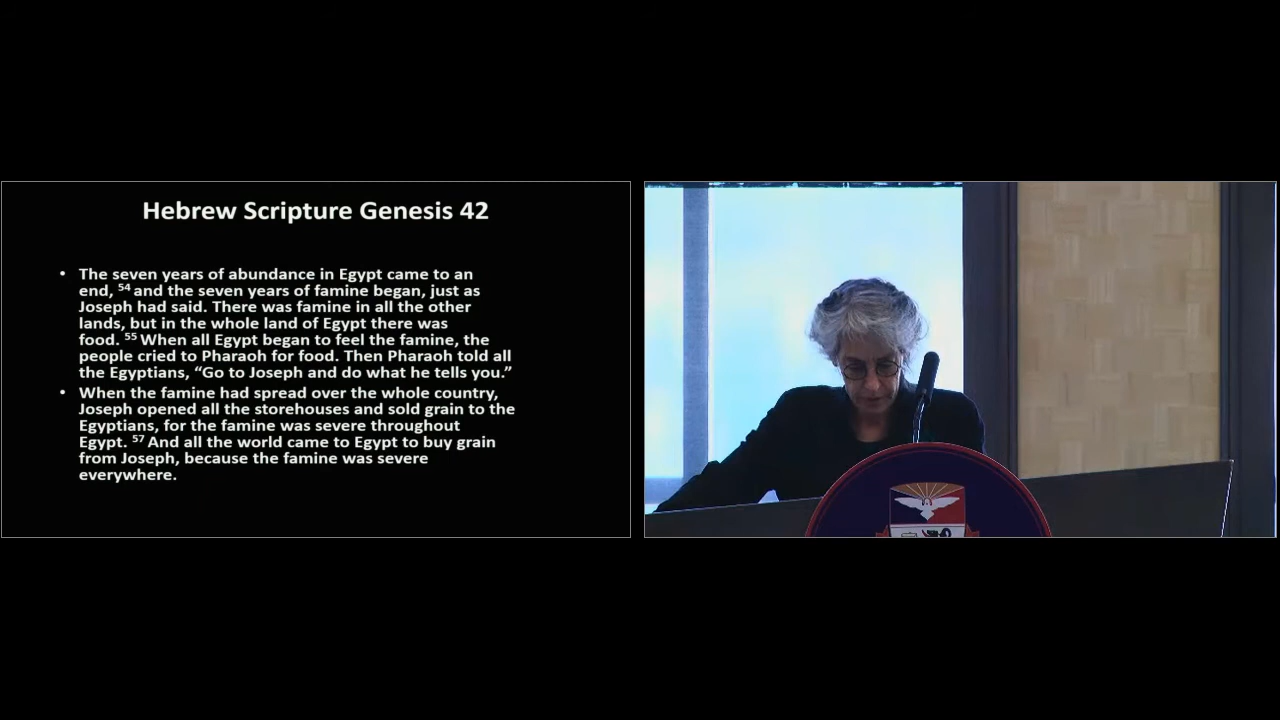 Hebrew Scripture Genesis 42
• The seven years of abundance in Egypt came to an
end, 54 and the seven years of famine began, just as
Joseph had said. There was famine in all the other
lands, but in the whole land of Egypt there was
food. 55 When all Egypt began to feel the famine, the
people cried to Pharaoh for food. Then Pharaoh told all
the Egyptians, “Go to Joseph and do what he tells you.”
• When the famine had spread over the whole country,
Joseph opened all the storehouses and sold grain to the
Egyptians, for the famine was severe throughout
Egypt. 57 And all the world came to Egypt to buy grain
from Joseph, because the famine was severe
everywhere.